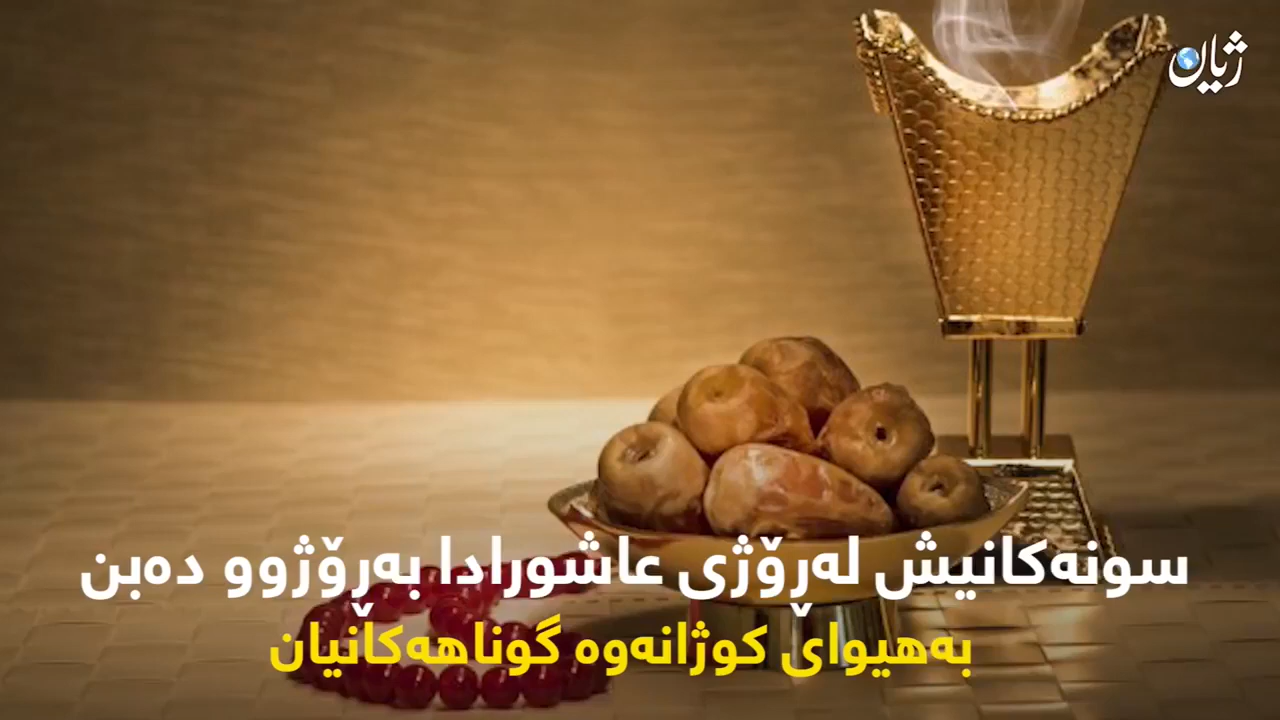 ژیان
سونەکانیش لەڕۆژی عاشورادا بەڕۆژوو دەبن
بەهیوای کوژانەوە گوناهەکانیان